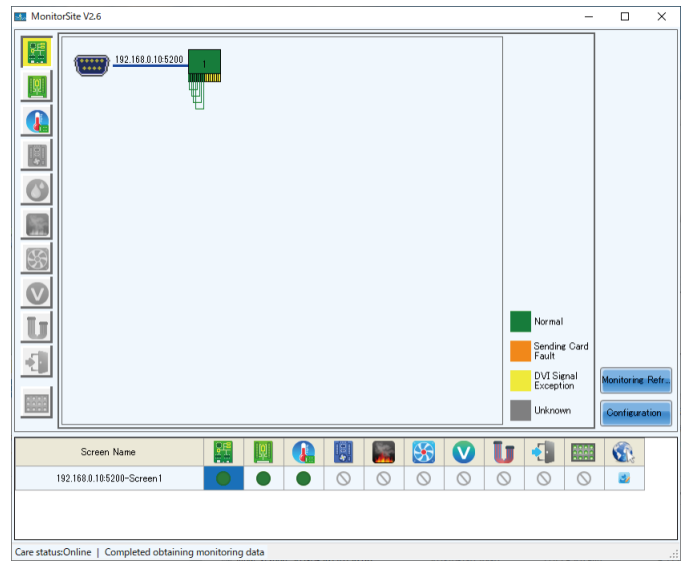 MonitorSite V2.6
192.168.0.10:5200
1
Normal
Sending Card
Fault
DVI Signal
Exception
Unknown
Monitoring Refr...
Configuration
Screen Name
V
192.168.0.10:5200-Screen1
Care status:Online | Completed obtaining monitoring data